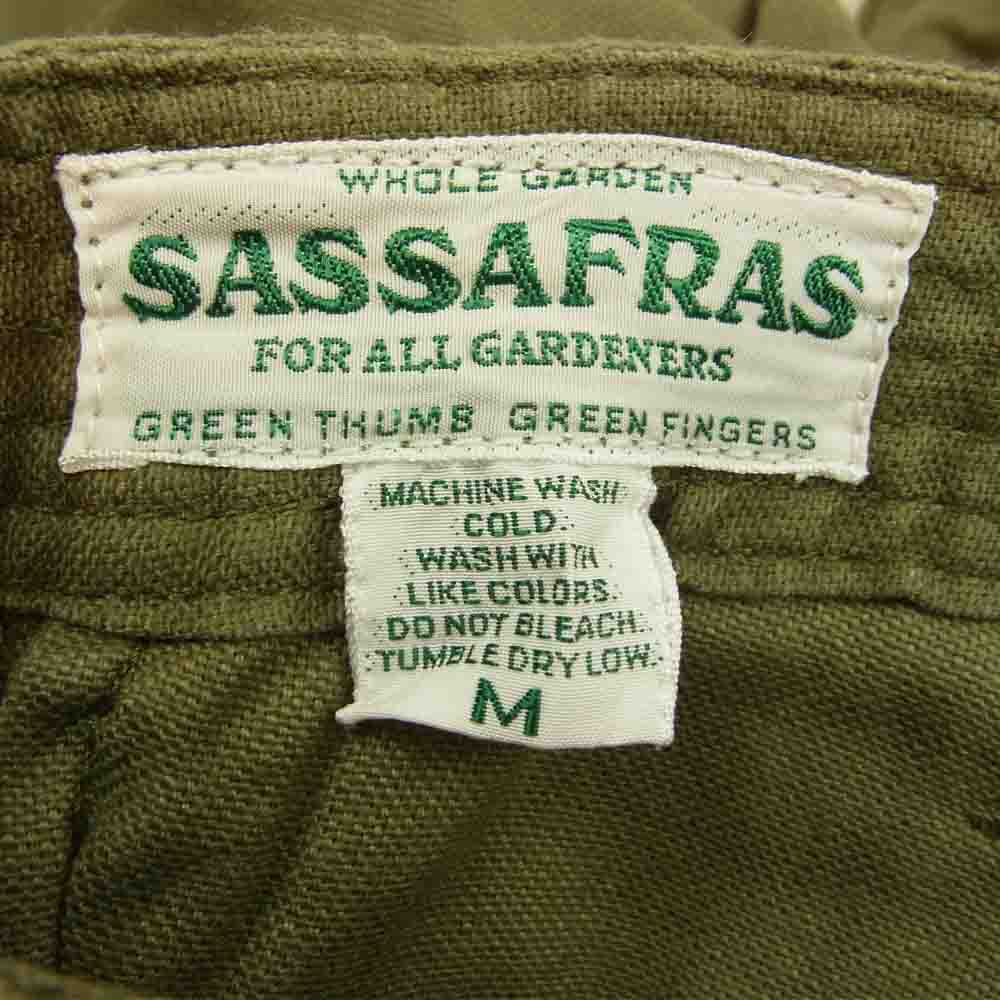 WHOLE GARDEN
SASSAFRAS
FOR ALL GARDENERS
GREEN THUMB GREEN FINGERS
MACHINE WASH
COLD.
WASH WITH
LIKE COLORS.
DO NOT BLEACH.
TUMBLE DRY LOW.
M